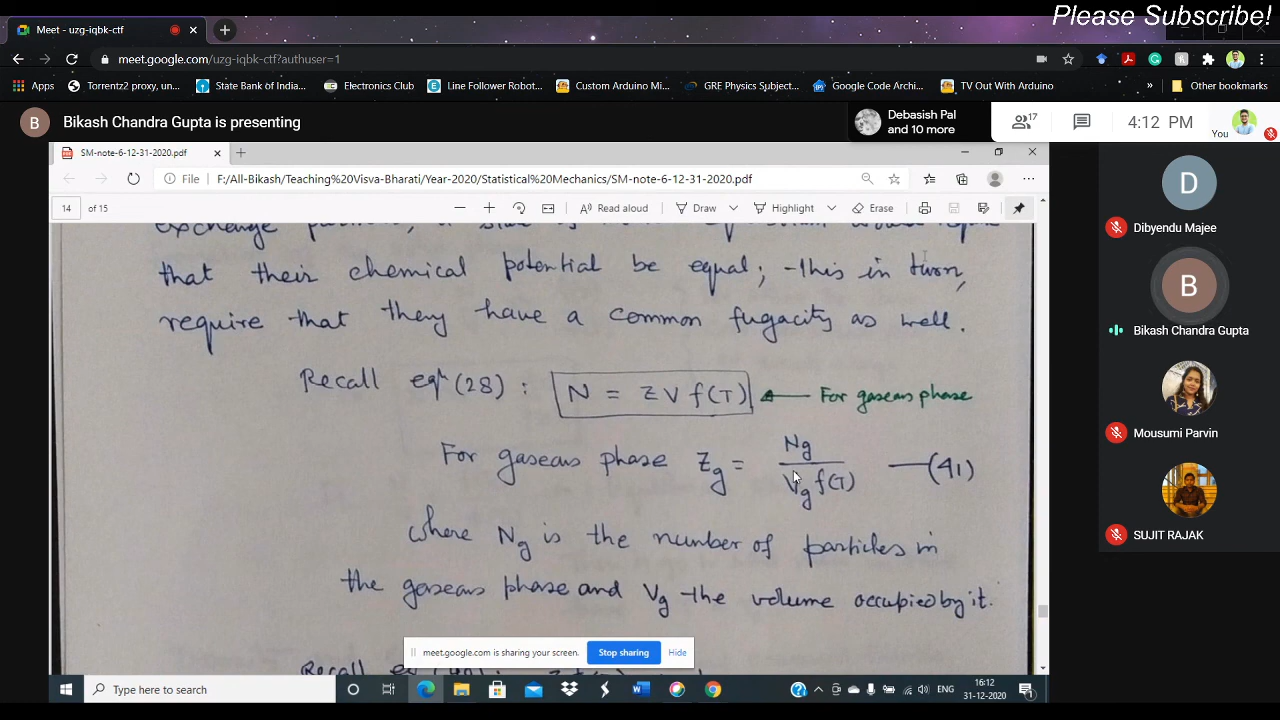 Please Subscribe!
Meet - uzg-iqbk-ctf
meet.google.com/uzg-iqbk-ctf?authuser=1
Apps
Torrentz2 proxy, un...
State Bank of India...
Electronics Club
Line Follower Robot...
Custom Arduino Mi...
GRE Physics Subject...
Google Code Archi...
TV Out With Arduino
»
Other bookmarks
B
Bikash Chandra Gupta is presenting
Debasish Pal
and 10 more
17
4:12 PM
You
SM-note-6-12-31-2020.pdf
File
F:/All-Bikash/Teaching%20Visva-Bharati/Year-2020/Statistical%20Mechanics/SM-note-6-12-31-2020.pdf
14 of 15
Read aloud
Draw
Highlight
Erase
exchange
that their chemical potential be equal; this in turn,
require that they have a common fugacity as well.
Recall eqⁿ(28) : N = z V f(T) ← For gaseous phase
For gaseous phase Zg = Ng / Vg f(T) —(41)
where Ng is the number of particles in
the gaseous phase and Vg the volume occupied by it.
Recall
meet.google.com is sharing your screen.
Stop sharing
Hide
Type here to search
ENG
16:12
31-12-2020
D
Dibyendu Majee
B
Bikash Chandra Gupta
Mousumi Parvin
SUJIT RAJAK